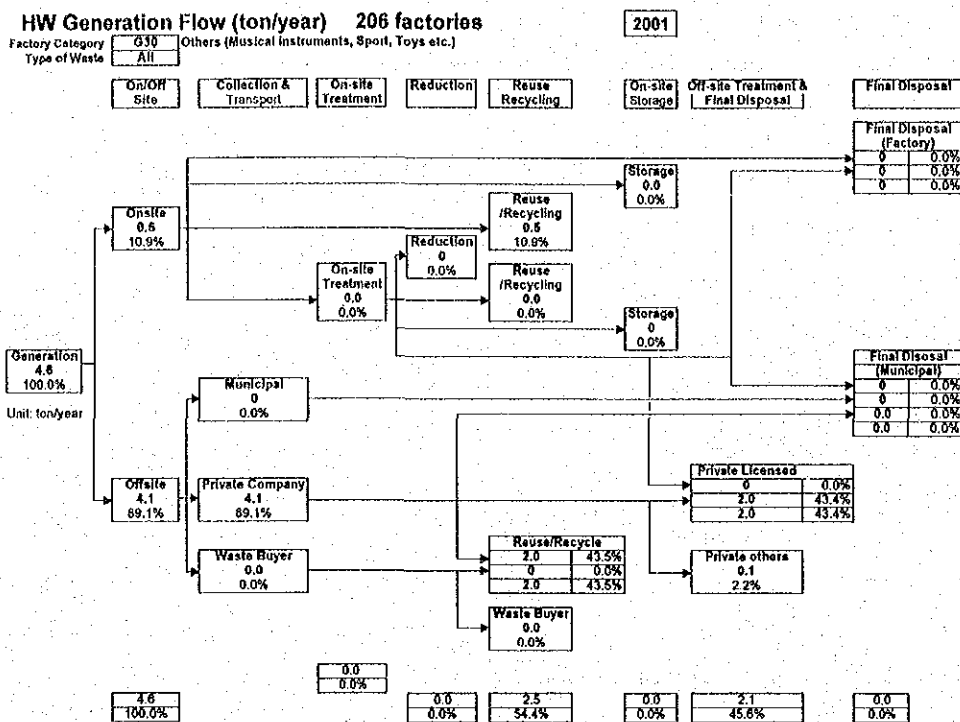 HW Generation Flow (ton/year) 206 factories 2001
Factory Category G30 Others (Musical Instruments, Sport, Toys etc.)
Type of Waste All
On/Off Site
Collection & Transport
On-site Treatment
Reduction
Reuse Recycling
On-site Storage
Off-site Treatment & Final Disposal
Final Disposal
Final Disposal (Factory)
0 0.0%
0 0.0%
0 0.0%
Storage
0.0
0.0%
Onsite
0.5
10.9%
Reuse /Recycling
0.5
10.9%
Reduction
0
0.0%
On-site Treatment
0.0
0.0%
Reuse /Recycling
0.0
0.0%
Storage
0
0.0%
Generation
4.6
100.0%
Unit: ton/year
Municipal
0
0.0%
Final Disosal (Municipal)
0 0.0%
0 0.0%
0.0 0.0%
0.0 0.0%
Offsite
4.1
89.1%
Private Company
4.1
89.1%
Private Licensed
0 0.0%
2.0 43.4%
2.0 43.4%
Waste Buyer
0.0
0.0%
Reuse/Recycle
2.0 43.5%
0 0.0%
2.0 43.5%
Private others
0.1
2.2%
Waste Buyer
0.0
0.0%
0.0
0.0%
4.6 0.0 2.5 0.0 2.1 0.0
100.0% 0.0% 54.4% 0.0% 45.6% 0.0%